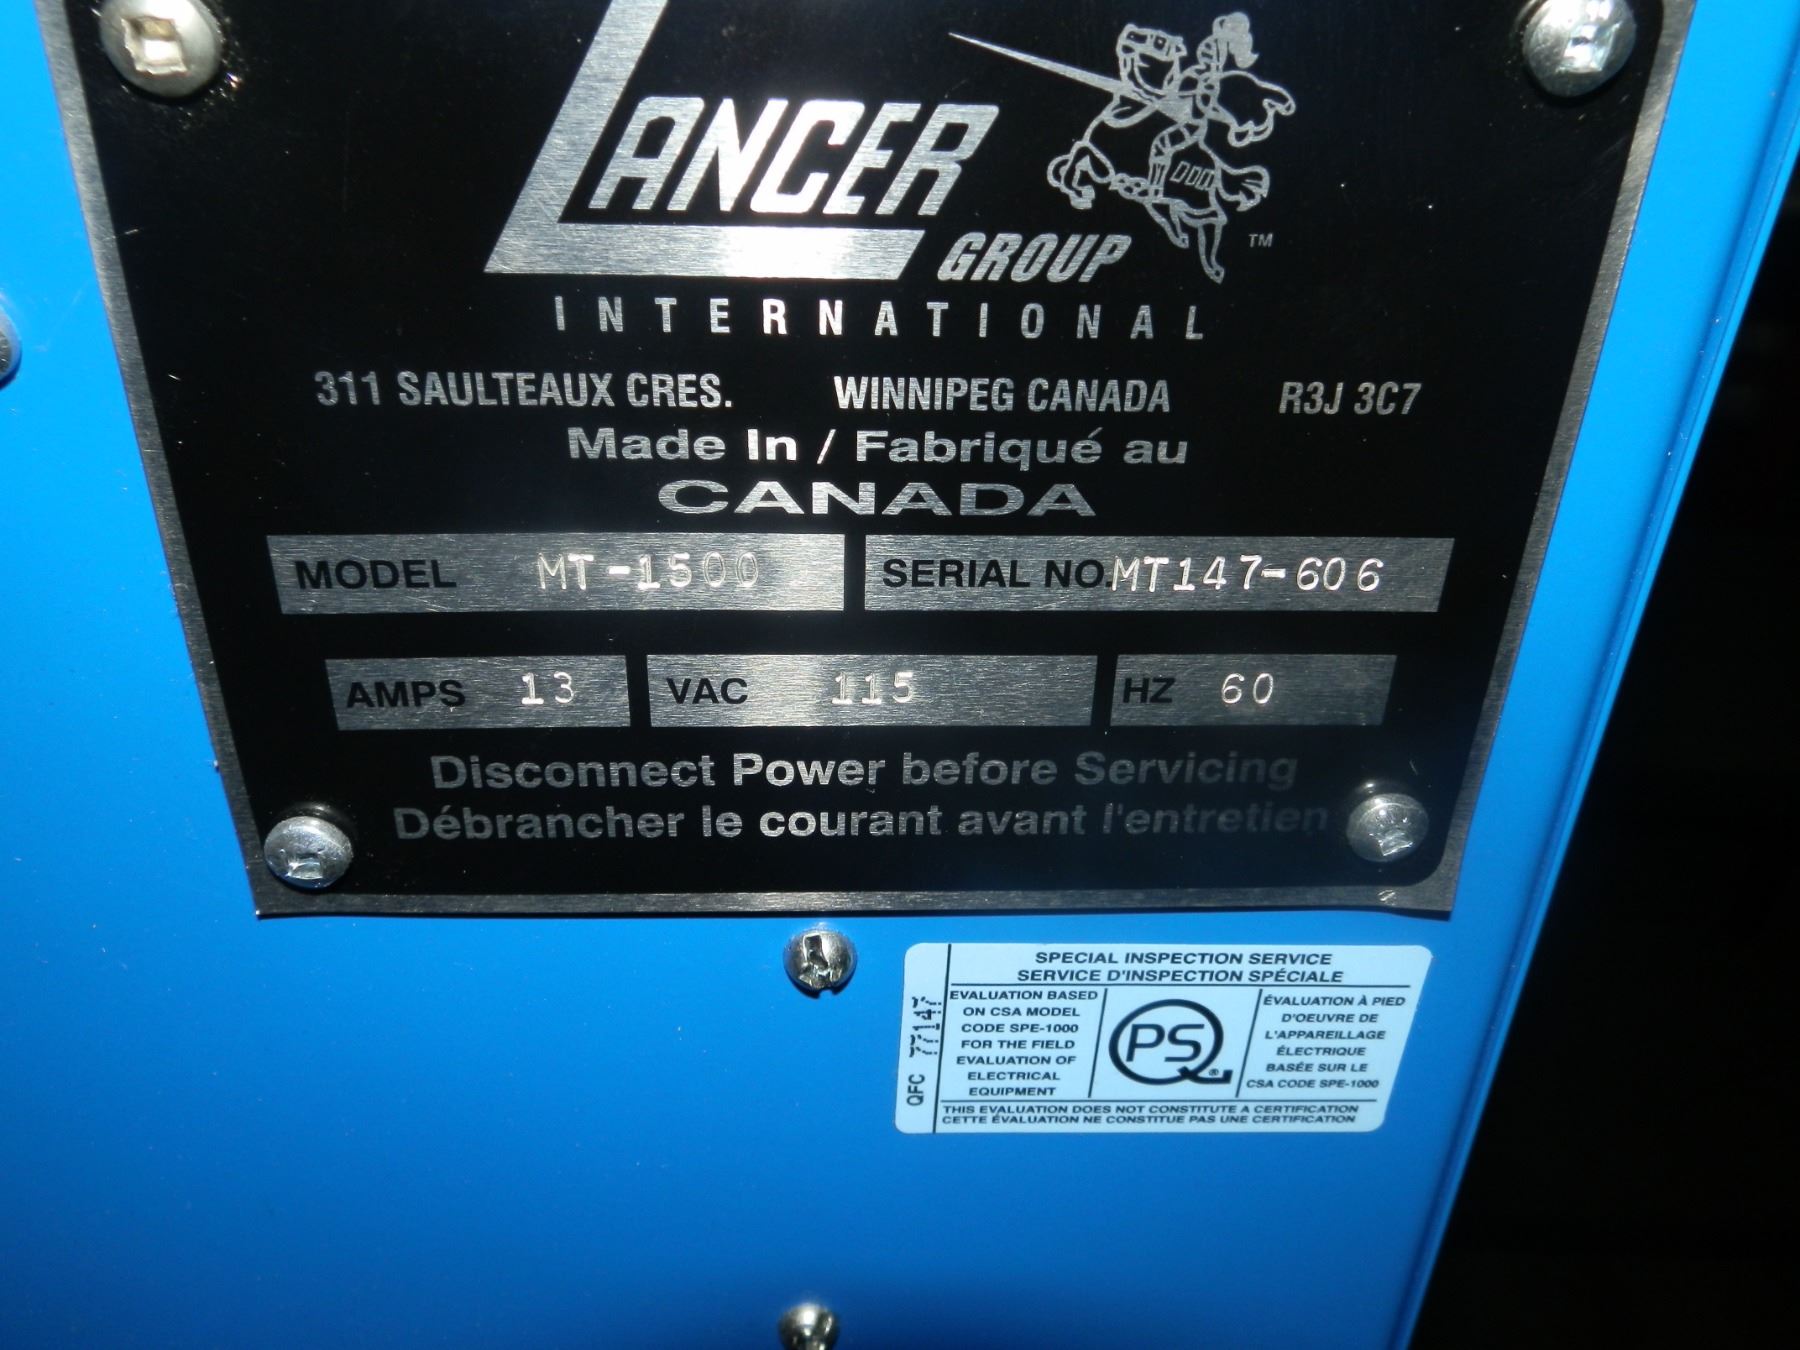 LANCER
GROUP ™
INTERNATIONAL
311 SAULTEAUX CRES. WINNIPEG CANADA R3J 3C7
Made In / Fabriqué au
CANADA
MODEL MT-1500 SERIAL NO. MT147-606
AMPS 13 VAC 115 HZ 60
Disconnect Power before Servicing
Débrancher le courant avant l'entretien
SPECIAL INSPECTION SERVICE
SERVICE D'INSPECTION SPÉCIALE
QFC 77147
EVALUATION BASED
ON CSA MODEL
CODE SPE-1000
FOR THE FIELD
EVALUATION OF
ELECTRICAL
EQUIPMENT
QPS ®
ÉVALUATION À PIED
D'OEUVRE DE
L'APPAREILLAGE
ÉLECTRIQUE
BASÉE SUR LE
CSA CODE SPE-1000
THIS EVALUATION DOES NOT CONSTITUTE A CERTIFICATION
CETTE ÉVALUATION NE CONSTITUE PAS UNE CERTIFICATION